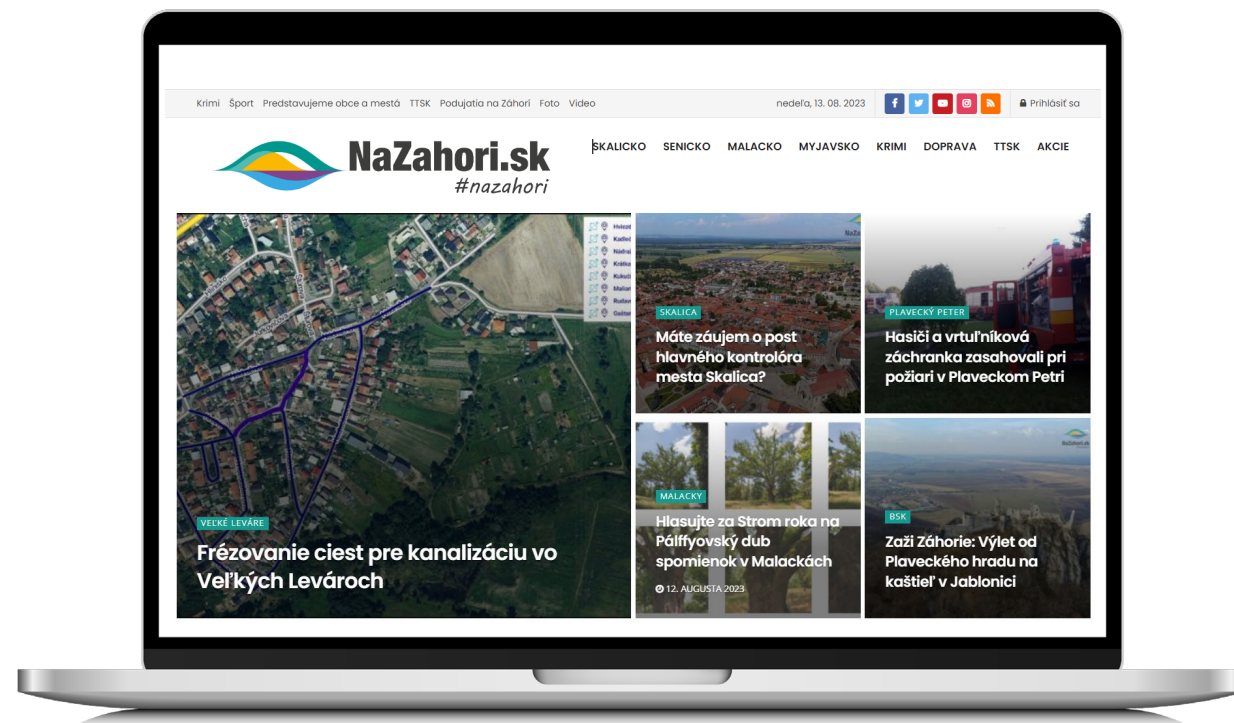 Krimi Šport Predstavujeme obce a mestá TTSK Podujatia na Záhorí Foto Video
nedeľa, 13. 08. 2023
Prihlásiť sa
NaZahori.sk
#nazahori
SKALICKO SENICKO MALACKO MYJAVSKO KRIMI DOPRAVA TTSK AKCIE
VEĽKÉ LEVÁRE
Frézovanie ciest pre kanalizáciu vo
Veľkých Levároch
SKALICA
Máte záujem o post
hlavného kontrolóra
mesta Skalica?
PLAVECKÝ PETER
Hasiči a vrtuľníková
záchranka zasahovali pri
požiari v Plaveckom Petri
MALACKY
Hlasujte za Strom roka na
Pálffyovský dub
spomienok v Malackách
12. AUGUSTA 2023
BSK
Zaži Záhorie: Výlet od
Plaveckého hradu na
kaštieľ v Jablonici
NaZahori.sk